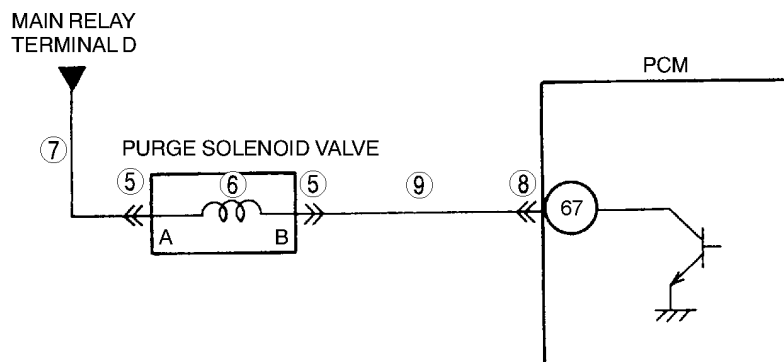 MAIN RELAY
TERMINAL D
PCM
⑦
PURGE SOLENOID VALVE
⑤ ⑥ ⑤ ⑨ ⑧
67
A B